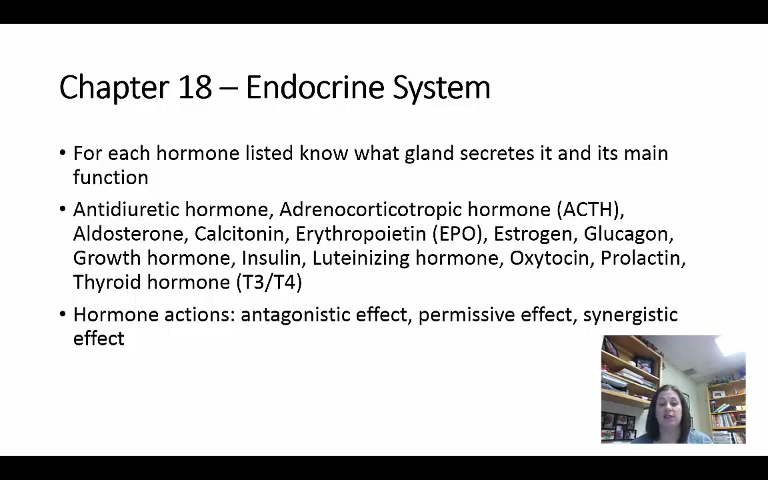 Chapter 18 – Endocrine System
• For each hormone listed know what gland secretes it and its main
function
• Antidiuretic hormone, Adrenocorticotropic hormone (ACTH),
Aldosterone, Calcitonin, Erythropoietin (EPO), Estrogen, Glucagon,
Growth hormone, Insulin, Luteinizing hormone, Oxytocin, Prolactin,
Thyroid hormone (T3/T4)
• Hormone actions: antagonistic effect, permissive effect, synergistic
effect